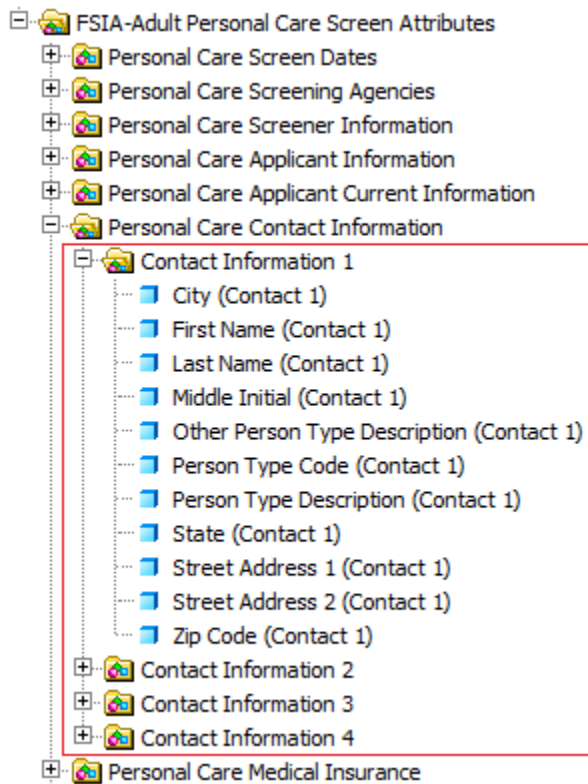 FSIA-Adult Personal Care Screen Attributes
Personal Care Screen Dates
Personal Care Screening Agencies
Personal Care Screener Information
Personal Care Applicant Information
Personal Care Applicant Current Information
Personal Care Contact Information
Contact Information 1
City (Contact 1)
First Name (Contact 1)
Last Name (Contact 1)
Middle Initial (Contact 1)
Other Person Type Description (Contact 1)
Person Type Code (Contact 1)
Person Type Description (Contact 1)
State (Contact 1)
Street Address 1 (Contact 1)
Street Address 2 (Contact 1)
Zip Code (Contact 1)
Contact Information 2
Contact Information 3
Contact Information 4
Personal Care Medical Insurance